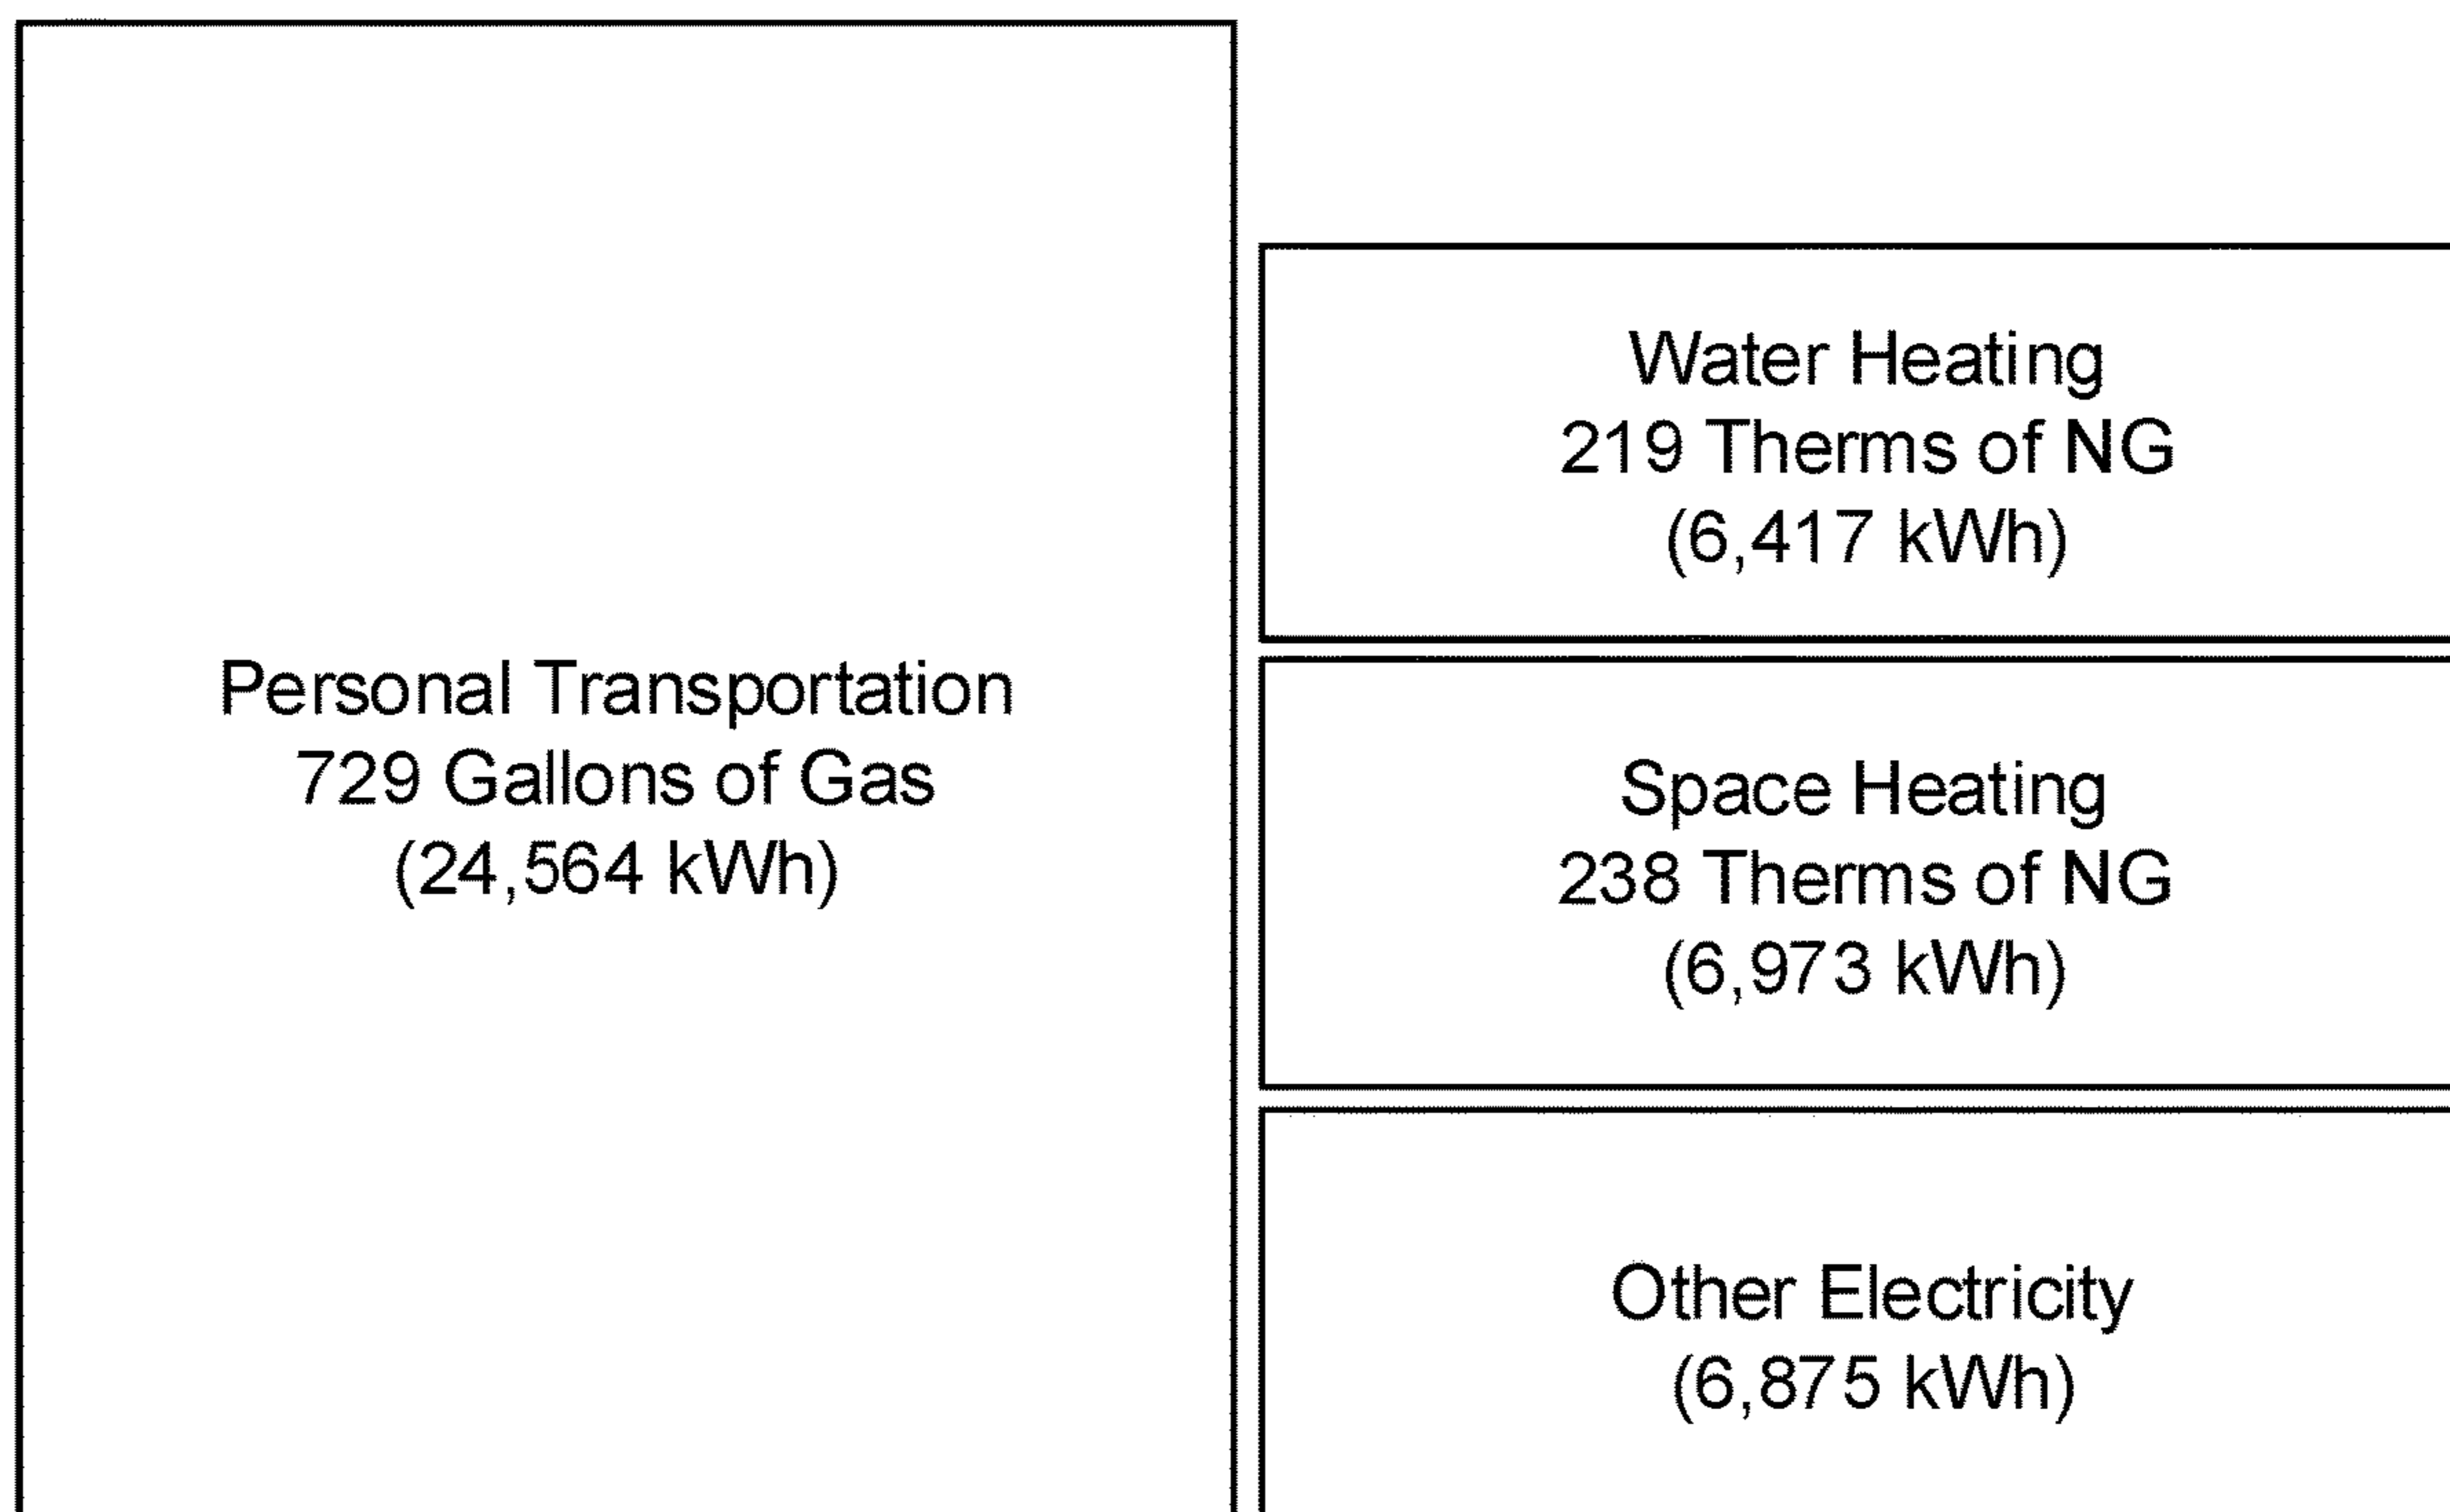 Personal Transportation
729 Gallons of Gas
(24,564 kWh)
Water Heating
219 Therms of NG
(6,417 kWh)
Space Heating
238 Therms of NG
(6,973 kWh)
Other Electricity
(6,875 kWh)